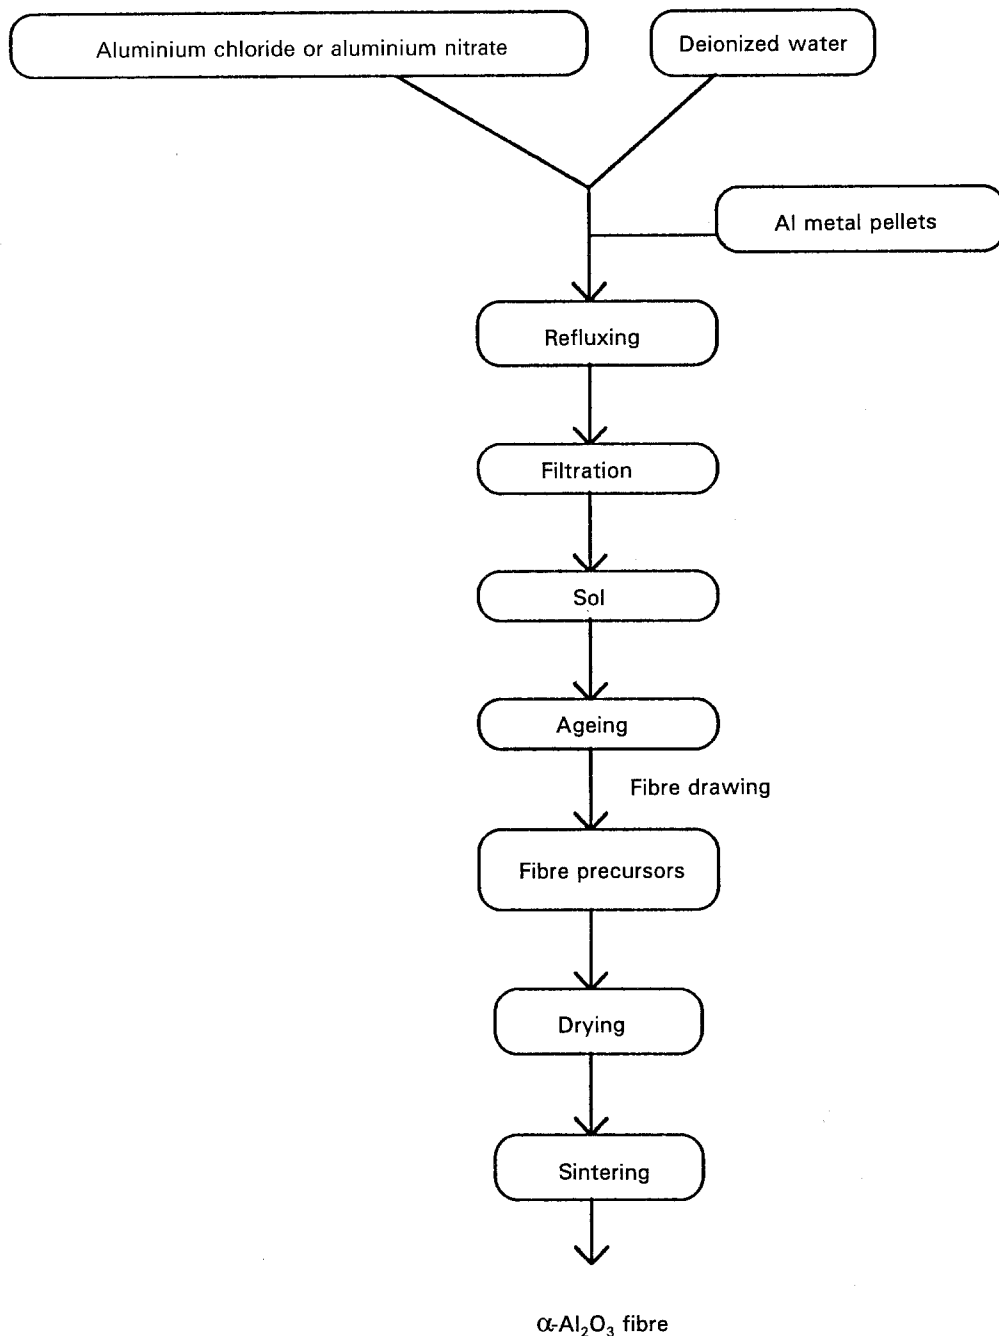 Aluminium chloride or aluminium nitrate
Deionized water
Al metal pellets
Refluxing
Filtration
Sol
Ageing
Fibre drawing
Fibre precursors
Drying
Sintering
α-Al₂O₃ fibre